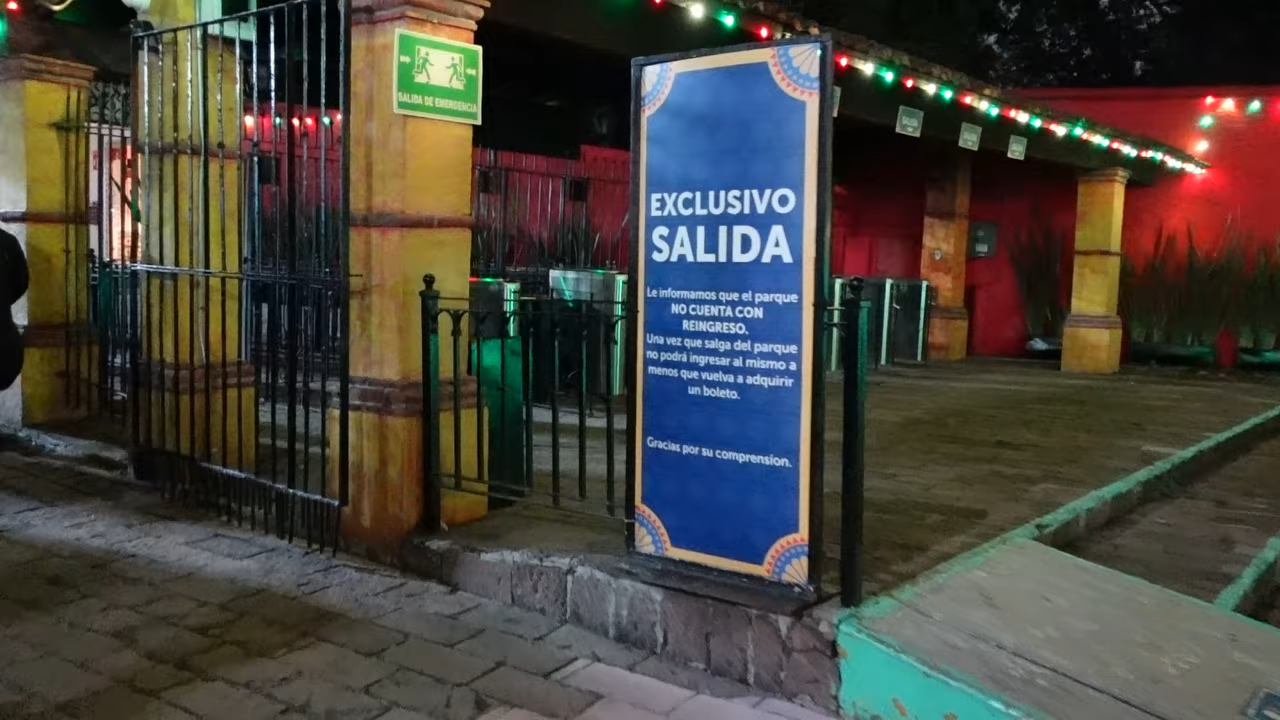 SALIDA DE EMERGENCIA
EXCLUSIVO
SALIDA
Le informamos que el parque
NO CUENTA CON
REINGRESO.
Una vez que salga del parque
no podrá ingresar al mismo a
menos que vuelva a adquirir
un boleto.
Gracias por su comprension.